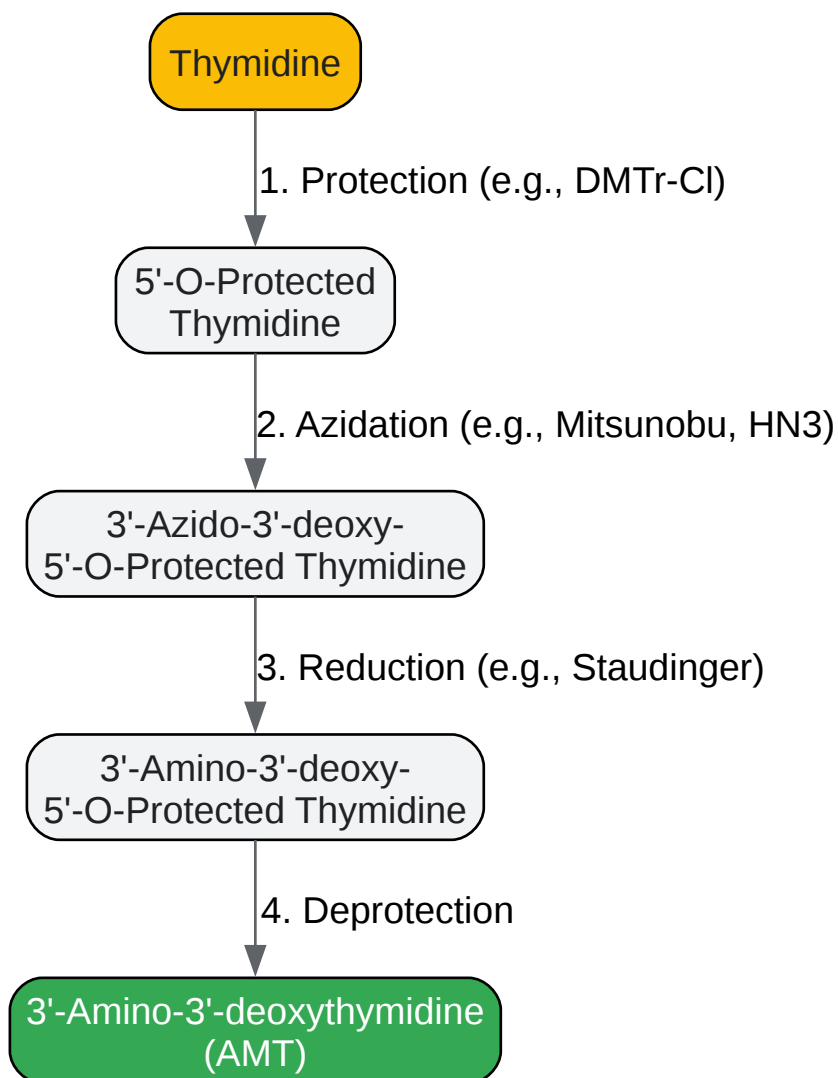 Thymidine
1. Protection (e.g., DMTr-Cl)
5'-O-Protected
Thymidine
2. Azidation (e.g., Mitsunobu, HN3)
3'-Azido-3'-deoxy-
5'-O-Protected Thymidine
3. Reduction (e.g., Staudinger)
3'-Amino-3'-deoxy-
5'-O-Protected Thymidine
4. Deprotection
3'-Amino-3'-deoxythymidine
(AMT)